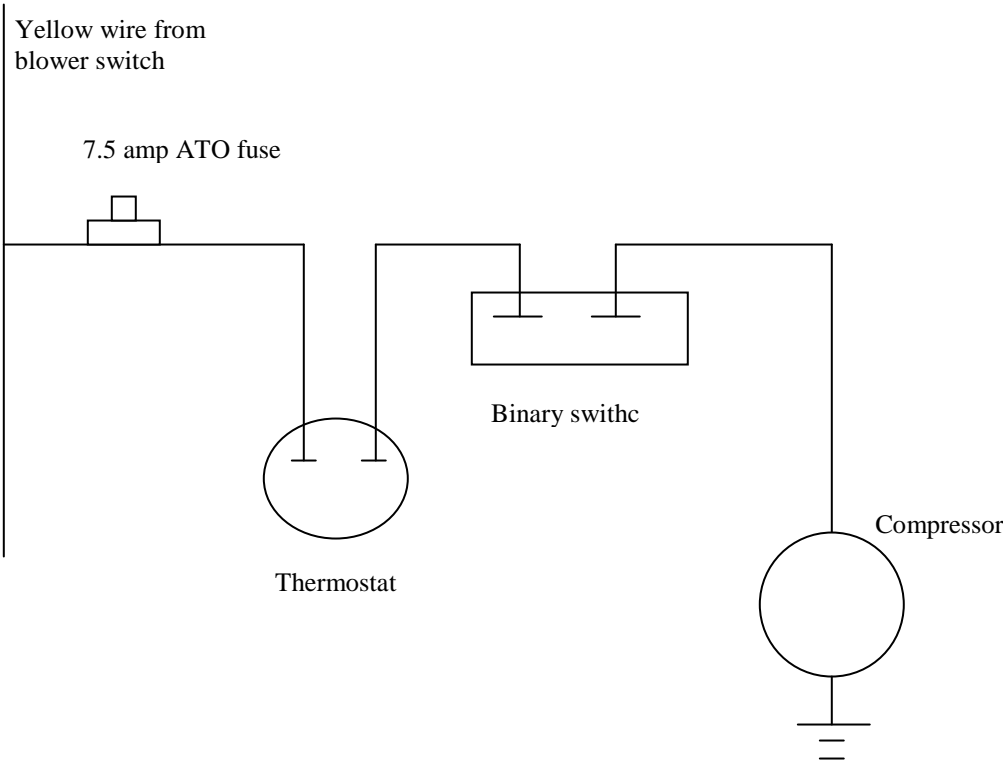 Yellow wire from
blower switch
7.5 amp ATO fuse
Binary swithc
Compressor
Thermostat